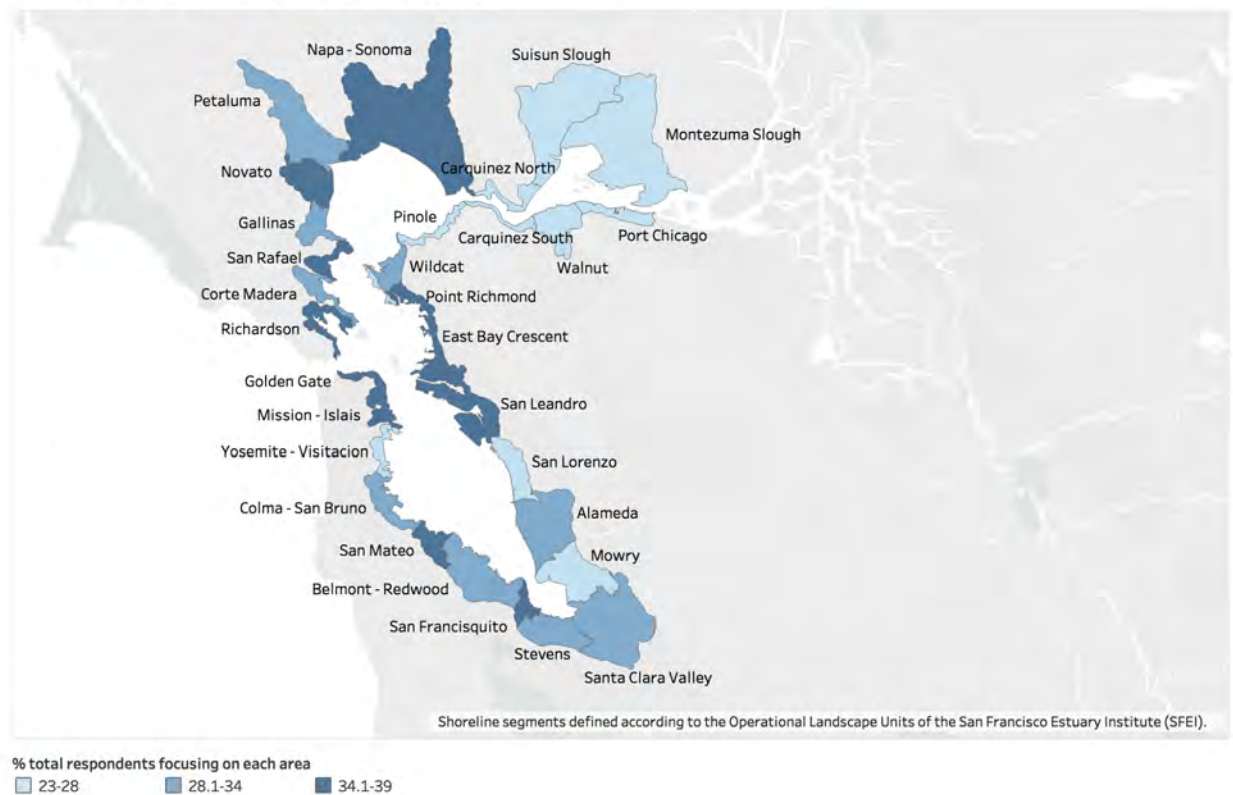 Napa - Sonoma
Suisun Slough
Petaluma
Montezuma Slough
Novato
Carquinez North
Gallinas
Pinole
Carquinez South
Port Chicago
San Rafael
Wildcat
Walnut
Corte Madera
Point Richmond
Richardson
East Bay Crescent
Golden Gate
San Leandro
Mission - Islais
Yosemite - Visitacion
San Lorenzo
Colma - San Bruno
Alameda
San Mateo
Mowry
Belmont - Redwood
San Francisquito
Stevens
Santa Clara Valley
Shoreline segments defined according to the Operational Landscape Units of the San Francisco Estuary Institute (SFEI).
% total respondents focusing on each area
23-28 28.1-34 34.1-39